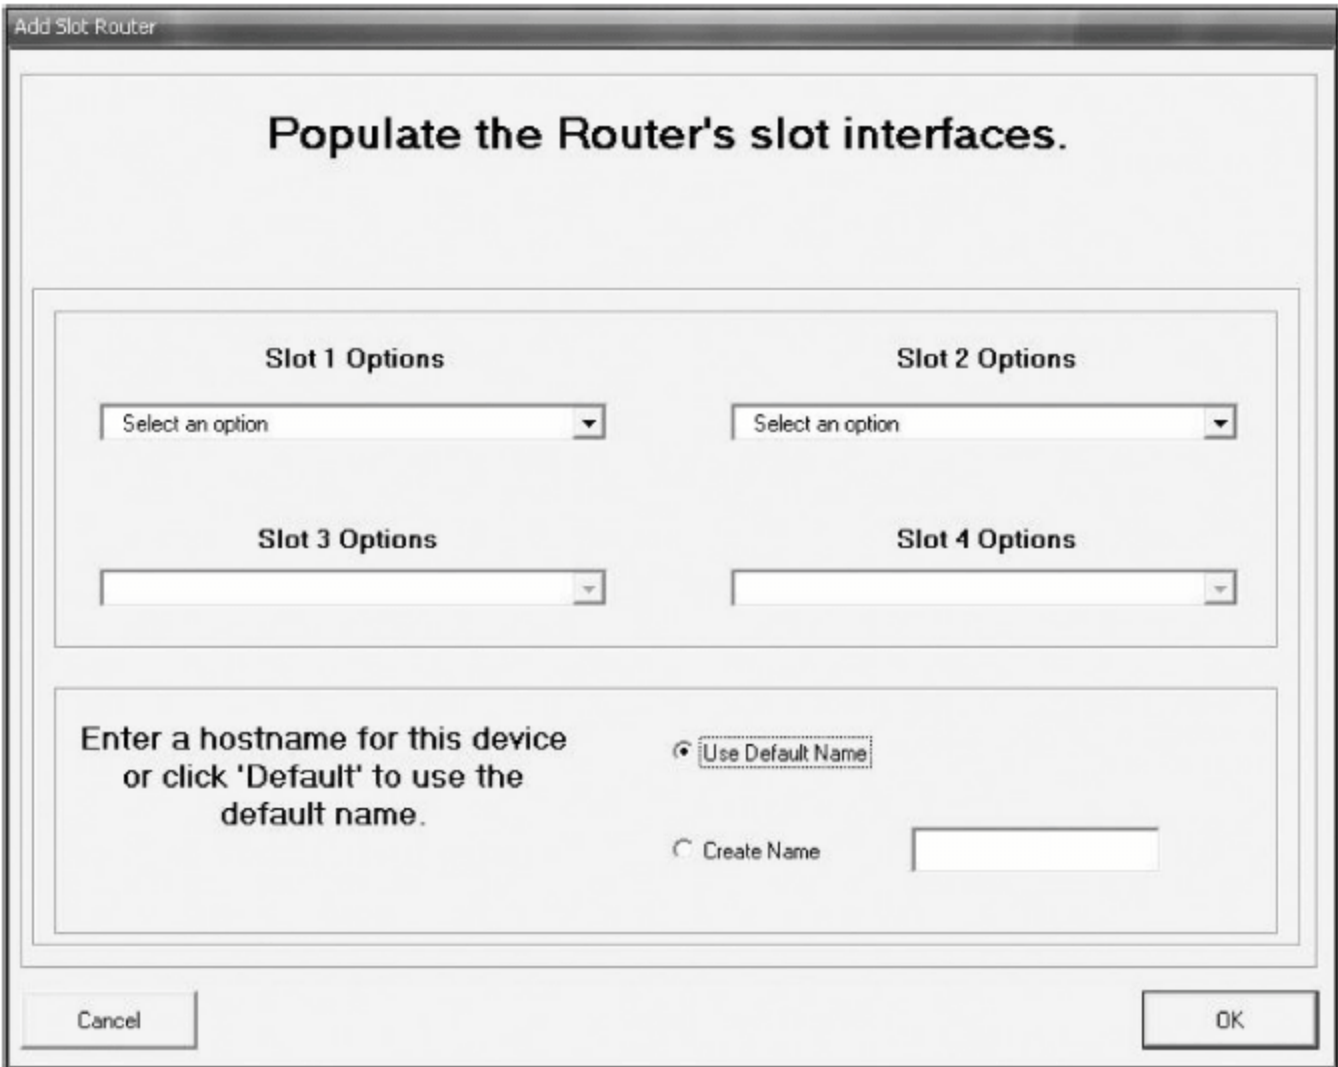 Add Slot Router
Populate the Router's slot interfaces.
Slot 1 Options
Slot 2 Options
Select an option
Select an option
Slot 3 Options
Slot 4 Options
Enter a hostname for this device
or click 'Default' to use the
default name.
Use Default Name
Create Name
Cancel
OK